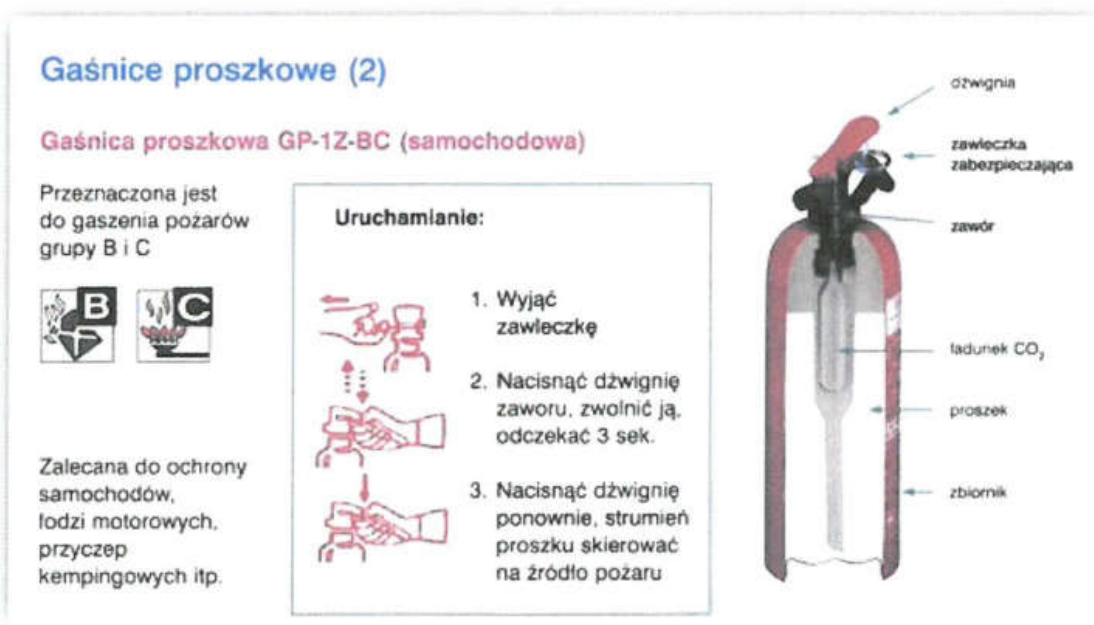 Gaśnice proszkowe (2)
Gaśnica proszkowa GP-1Z-BC (samochodowa)
Przeznaczona jest
do gaszenia pożarów
grupy B i C
B
C
Zalecana do ochrony
samochodów,
łodzi motorowych,
przyczep
kempingowych itp.
Uruchamianie:
1. Wyjąć
zawleczkę
2. Nacisnąć dźwignię
zaworu, zwolnić ją,
odczekać 3 sek.
3. Nacisnąć dźwignię
ponownie, strumień
proszku skierować
na źródło pożaru
dźwignia
zawleczka
zabezpieczająca
zawór
ładunek CO₂
proszek
zbiornik